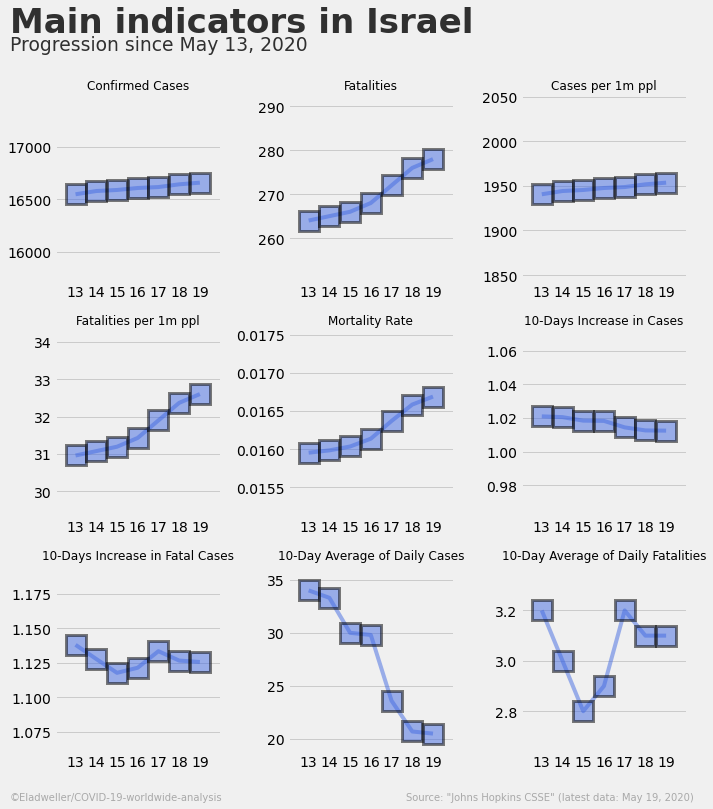 Main indicators in Israel
Progression since May 13, 2020
Confirmed Cases
17000
16500
16000
13 14 15 16 17 18 19
Fatalities
290
280
270
260
13 14 15 16 17 18 19
Cases per 1m ppl
2050
2000
1950
1900
1850
13 14 15 16 17 18 19
Fatalities per 1m ppl
34
33
32
31
30
13 14 15 16 17 18 19
Mortality Rate
0.0175
0.0170
0.0165
0.0160
0.0155
13 14 15 16 17 18 19
10-Days Increase in Cases
1.06
1.04
1.02
1.00
0.98
13 14 15 16 17 18 19
10-Days Increase in Fatal Cases
1.175
1.150
1.125
1.100
1.075
13 14 15 16 17 18 19
10-Day Average of Daily Cases
35
30
25
20
13 14 15 16 17 18 19
10-Day Average of Daily Fatalities
3.2
3.0
2.8
13 14 15 16 17 18 19
©Eladweller/COVID-19-worldwide-analysis
Source: "Johns Hopkins CSSE" (latest data: May 19, 2020)